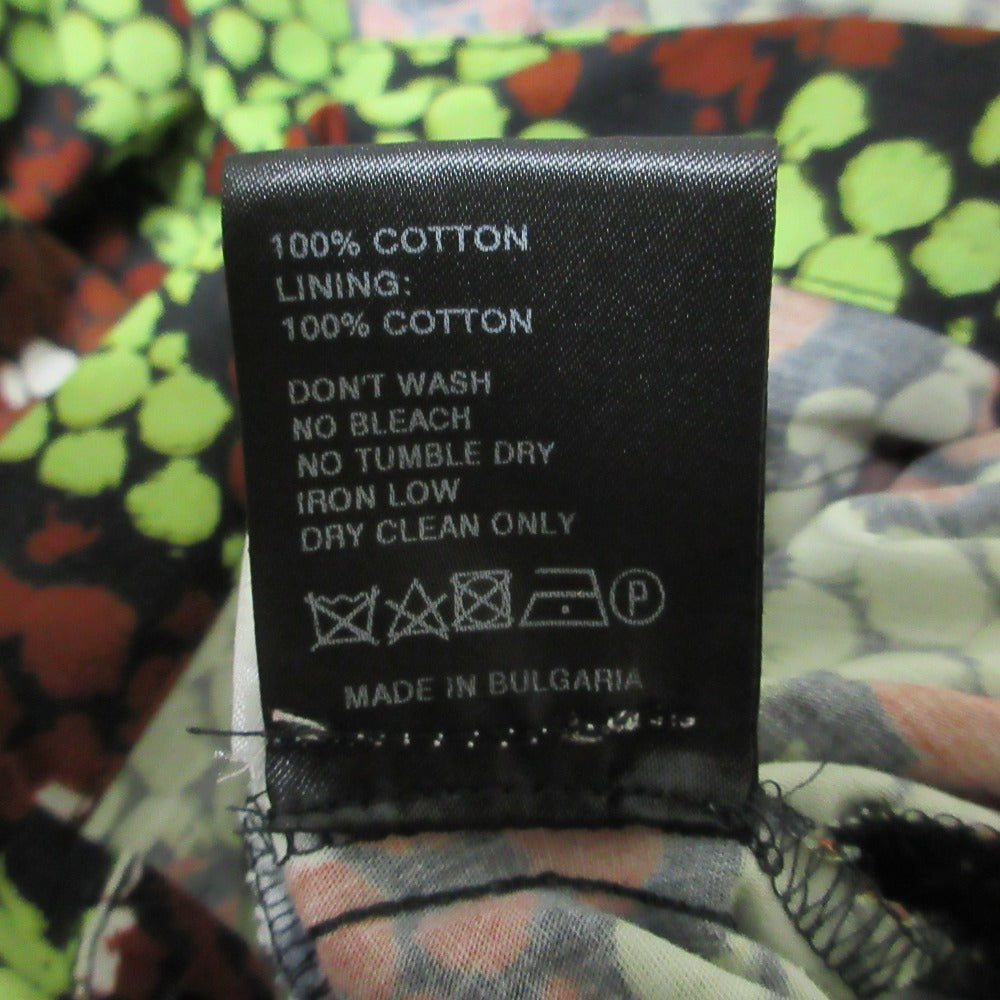 100% COTTON
LINING:
100% COTTON
DON'T WASH
NO BLEACH
NO TUMBLE DRY
IRON LOW
DRY CLEAN ONLY
P
MADE IN BULGARIA